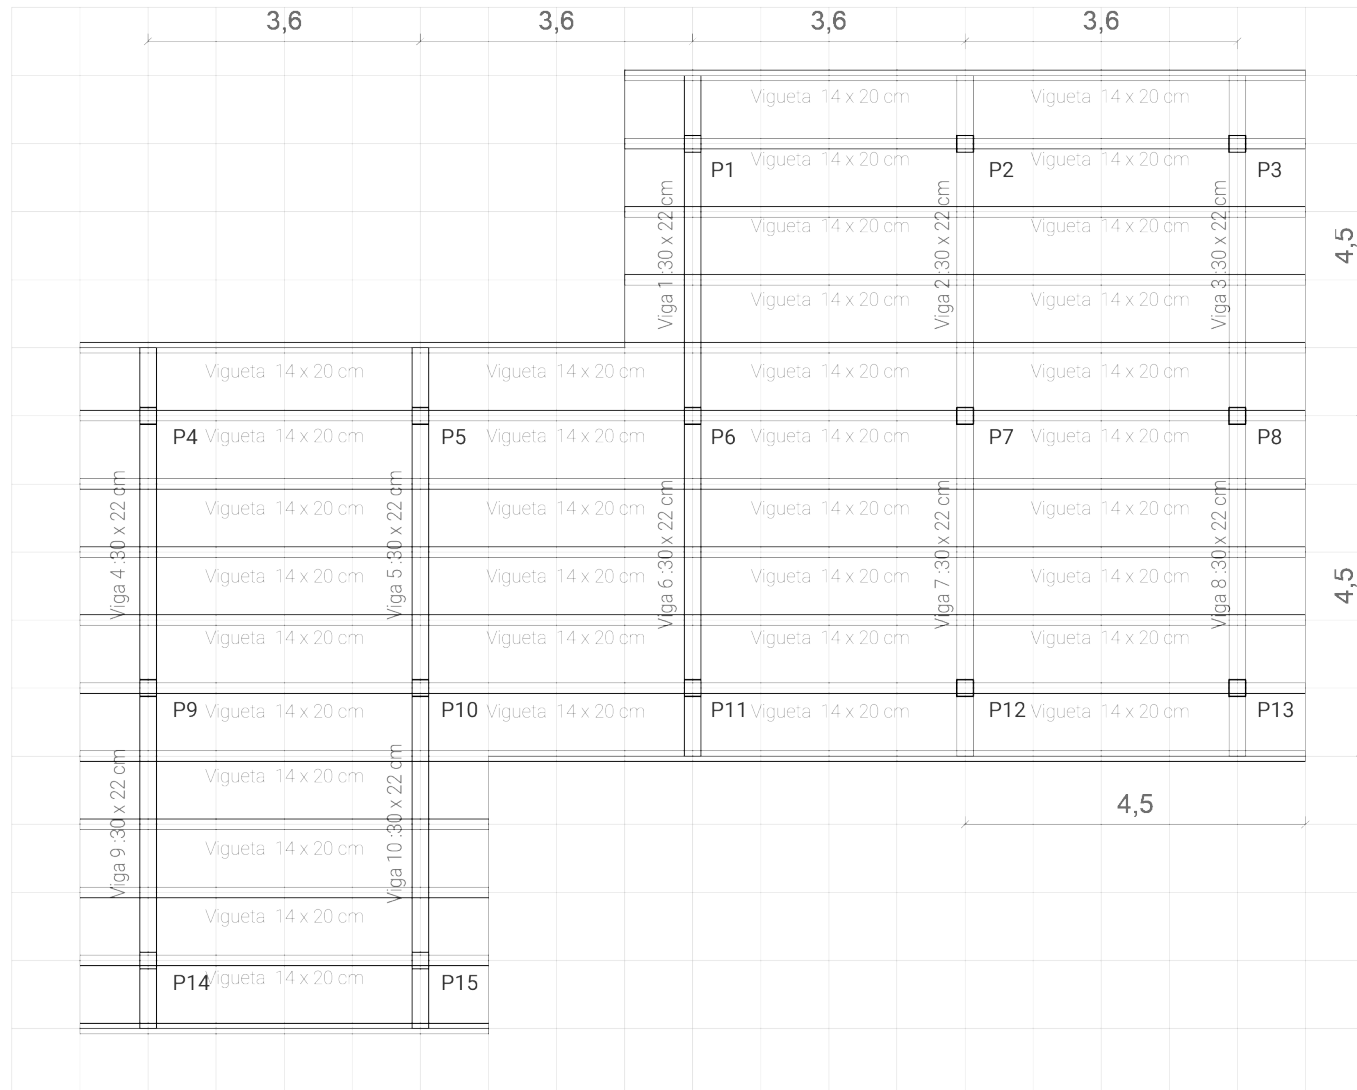 3,6 3,6 3,6 3,6
Vigueta 14 x 20 cm Vigueta 14 x 20 cm
P1 Vigueta 14 x 20 cm P2 Vigueta 14 x 20 cm P3
Viga 1 :30 x 22 cm Viga 2 :30 x 22 cm Viga 3 :30 x 22 cm
Vigueta 14 x 20 cm Vigueta 14 x 20 cm
4,5
Vigueta 14 x 20 cm Vigueta 14 x 20 cm
Vigueta 14 x 20 cm Vigueta 14 x 20 cm Vigueta 14 x 20 cm Vigueta 14 x 20 cm
P4 Vigueta 14 x 20 cm P5 Vigueta 14 x 20 cm P6 Vigueta 14 x 20 cm P7 Vigueta 14 x 20 cm P8
Viga 4 :30 x 22 cm Viga 5 :30 x 22 cm Viga 6 :30 x 22 cm Viga 7 :30 x 22 cm Viga 8 :30 x 22 cm
Vigueta 14 x 20 cm Vigueta 14 x 20 cm Vigueta 14 x 20 cm Vigueta 14 x 20 cm
Vigueta 14 x 20 cm Vigueta 14 x 20 cm Vigueta 14 x 20 cm Vigueta 14 x 20 cm
4,5
Vigueta 14 x 20 cm Vigueta 14 x 20 cm Vigueta 14 x 20 cm Vigueta 14 x 20 cm
P9 Vigueta 14 x 20 cm P10 Vigueta 14 x 20 cm P11 Vigueta 14 x 20 cm P12 Vigueta 14 x 20 cm P13
Viga 9 :30 x 22 cm Viga 10 :30 x 22 cm
Vigueta 14 x 20 cm
4,5
Vigueta 14 x 20 cm
Vigueta 14 x 20 cm
P14 Vigueta 14 x 20 cm P15